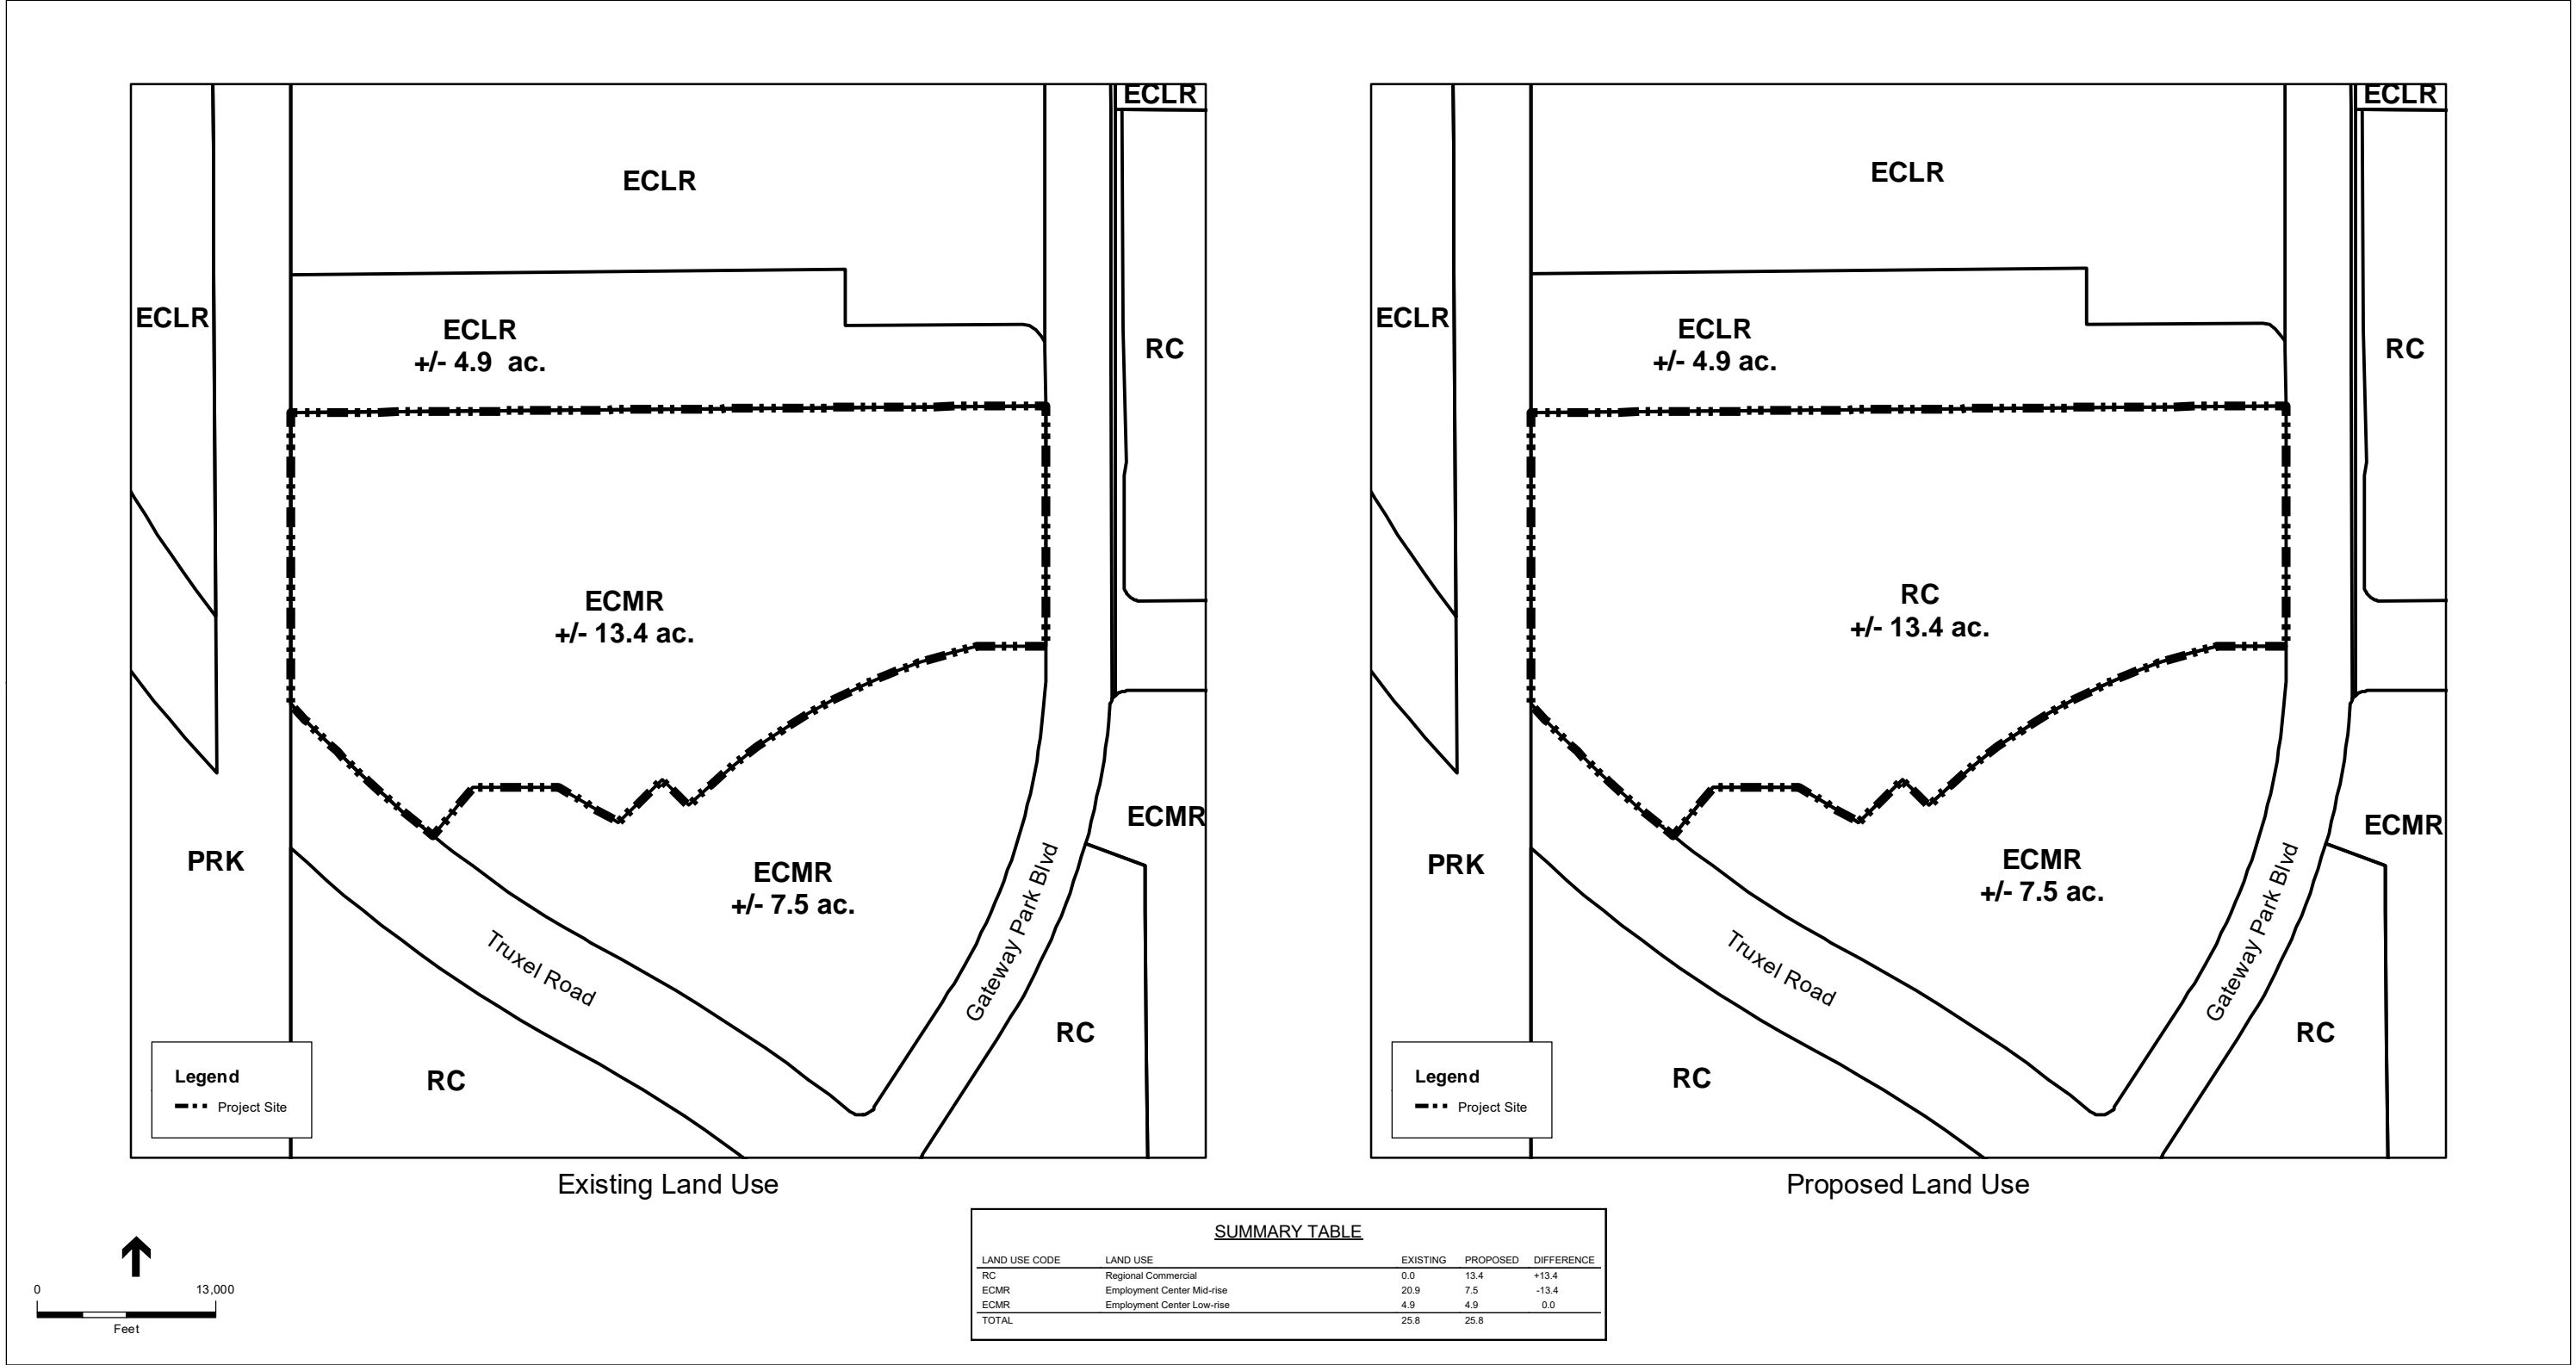 ECLR
ECLR
ECLR
ECLR
+/- 4.9  ac.
RC
ECMR
+/- 13.4 ac.
ECMR
PRK
ECMR
+/- 7.5 ac.
Truxel Road
Gateway Park Blvd
RC
RC
Legend
Project Site
Existing Land Use
ECLR
ECLR
ECLR
ECLR
+/- 4.9 ac.
RC
RC
+/- 13.4 ac.
ECMR
PRK
ECMR
+/- 7.5 ac.
Truxel Road
Gateway Park Blvd
RC
RC
Legend
Project Site
Proposed Land Use
0 13,000
Feet
SUMMARY TABLE
LAND USE CODE LAND USE EXISTING PROPOSED DIFFERENCE
RC Regional Commercial 0.0 13.4 +13.4
ECMR Employment Center Mid-rise 20.9 7.5 -13.4
ECMR Employment Center Low-rise 4.9 4.9 0.0
TOTAL 25.8 25.8